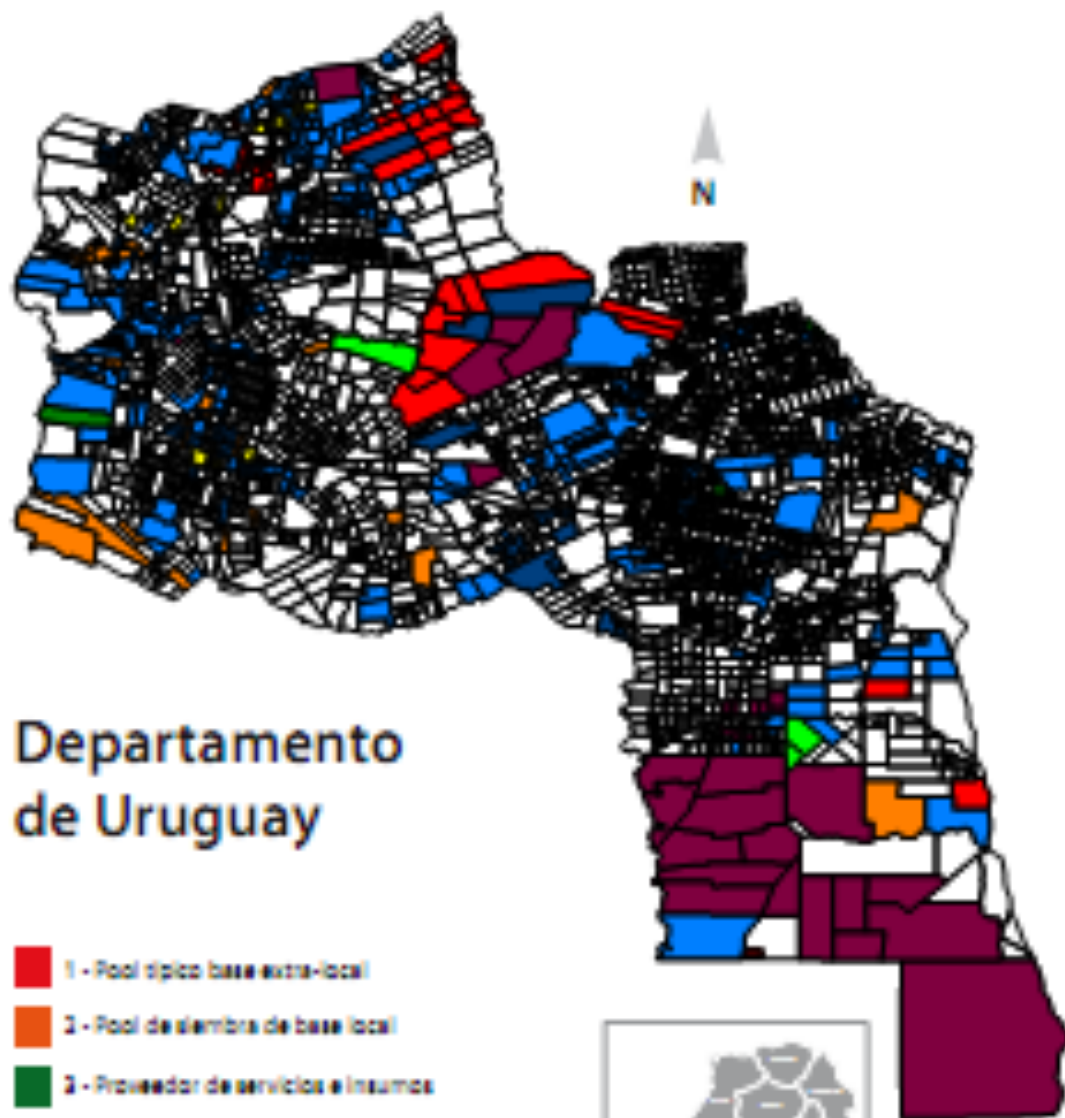 N
Departamento
de Uruguay
1 - Pool típico base extra-local
2 - Pool de siembra de base local
3 - Proveedor de servicios e insumos